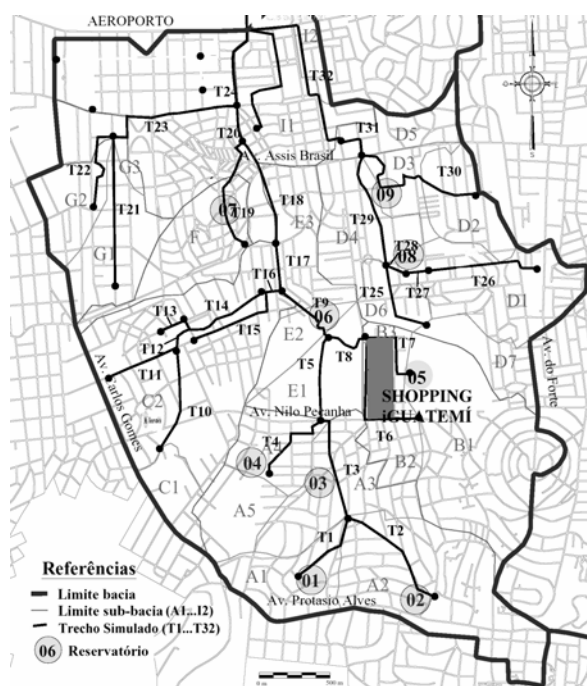 AEROPORTO
I2
T32
T2
T23
T20
I1
T31
D5
Av. Assis Brasil
G3
D3
T30
T22
09
G2
07
T19
T18
T29
D2
F
E3
D4
T21
T28
08
G1
T17
T16
T25
T27
T26
T14
T9
D1
T13
06
D6
T15
E2
B3
T12
T8
T7
D7
T5
T11
05
Av. Carlos Gomes
Av. do Forte
SHOPPING
iGUATEMÍ
C2
T10
E1
Av. Nilo Peçanha
T6
T4
B1
04
B2
T3
C1
03
A3
A5
T1
T2
A1
01
A2
02
Av. Protasio Alves
Referências
Limite bacia
Limite sub-bacia (A1...I2)
Trecho Simulado (T1...T32)
06 Reservatório
0 m 500 m